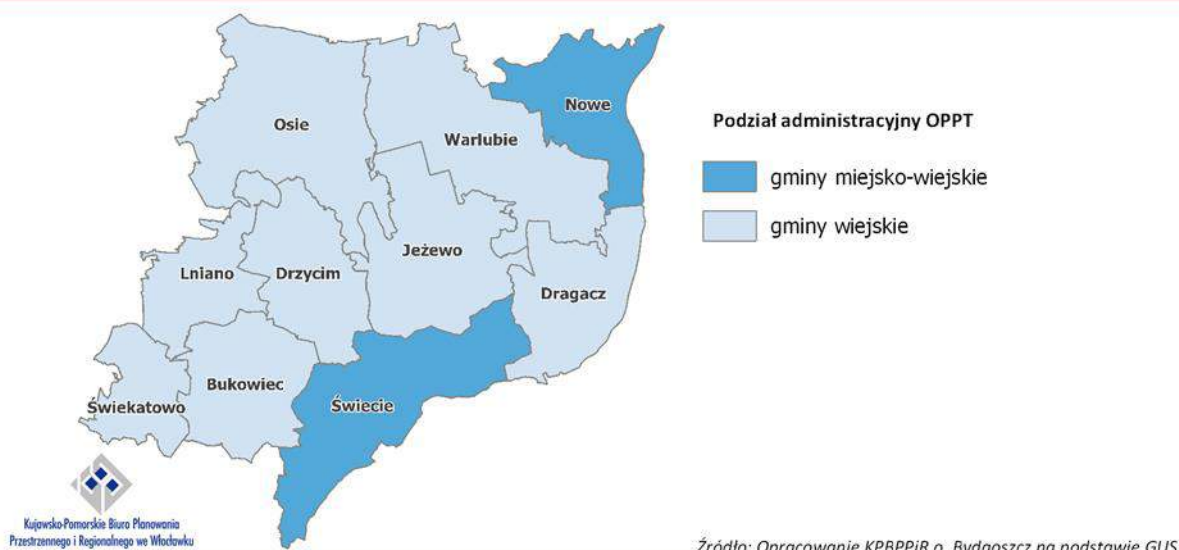 Nowe
Osie
Warlubie
Jeżewo
Lniano
Drzycim
Dragacz
Bukowiec
Świekatowo
Świecie
Podział administracyjny OPPT
gminy miejsko-wiejskie
gminy wiejskie
Kujawsko-Pomorskie Biuro Planowania
Przestrzennego i Regionalnego we Włocławku
Źródło: Opracowanie KPBPPiR o. Bydgoszcz na podstawie GUS